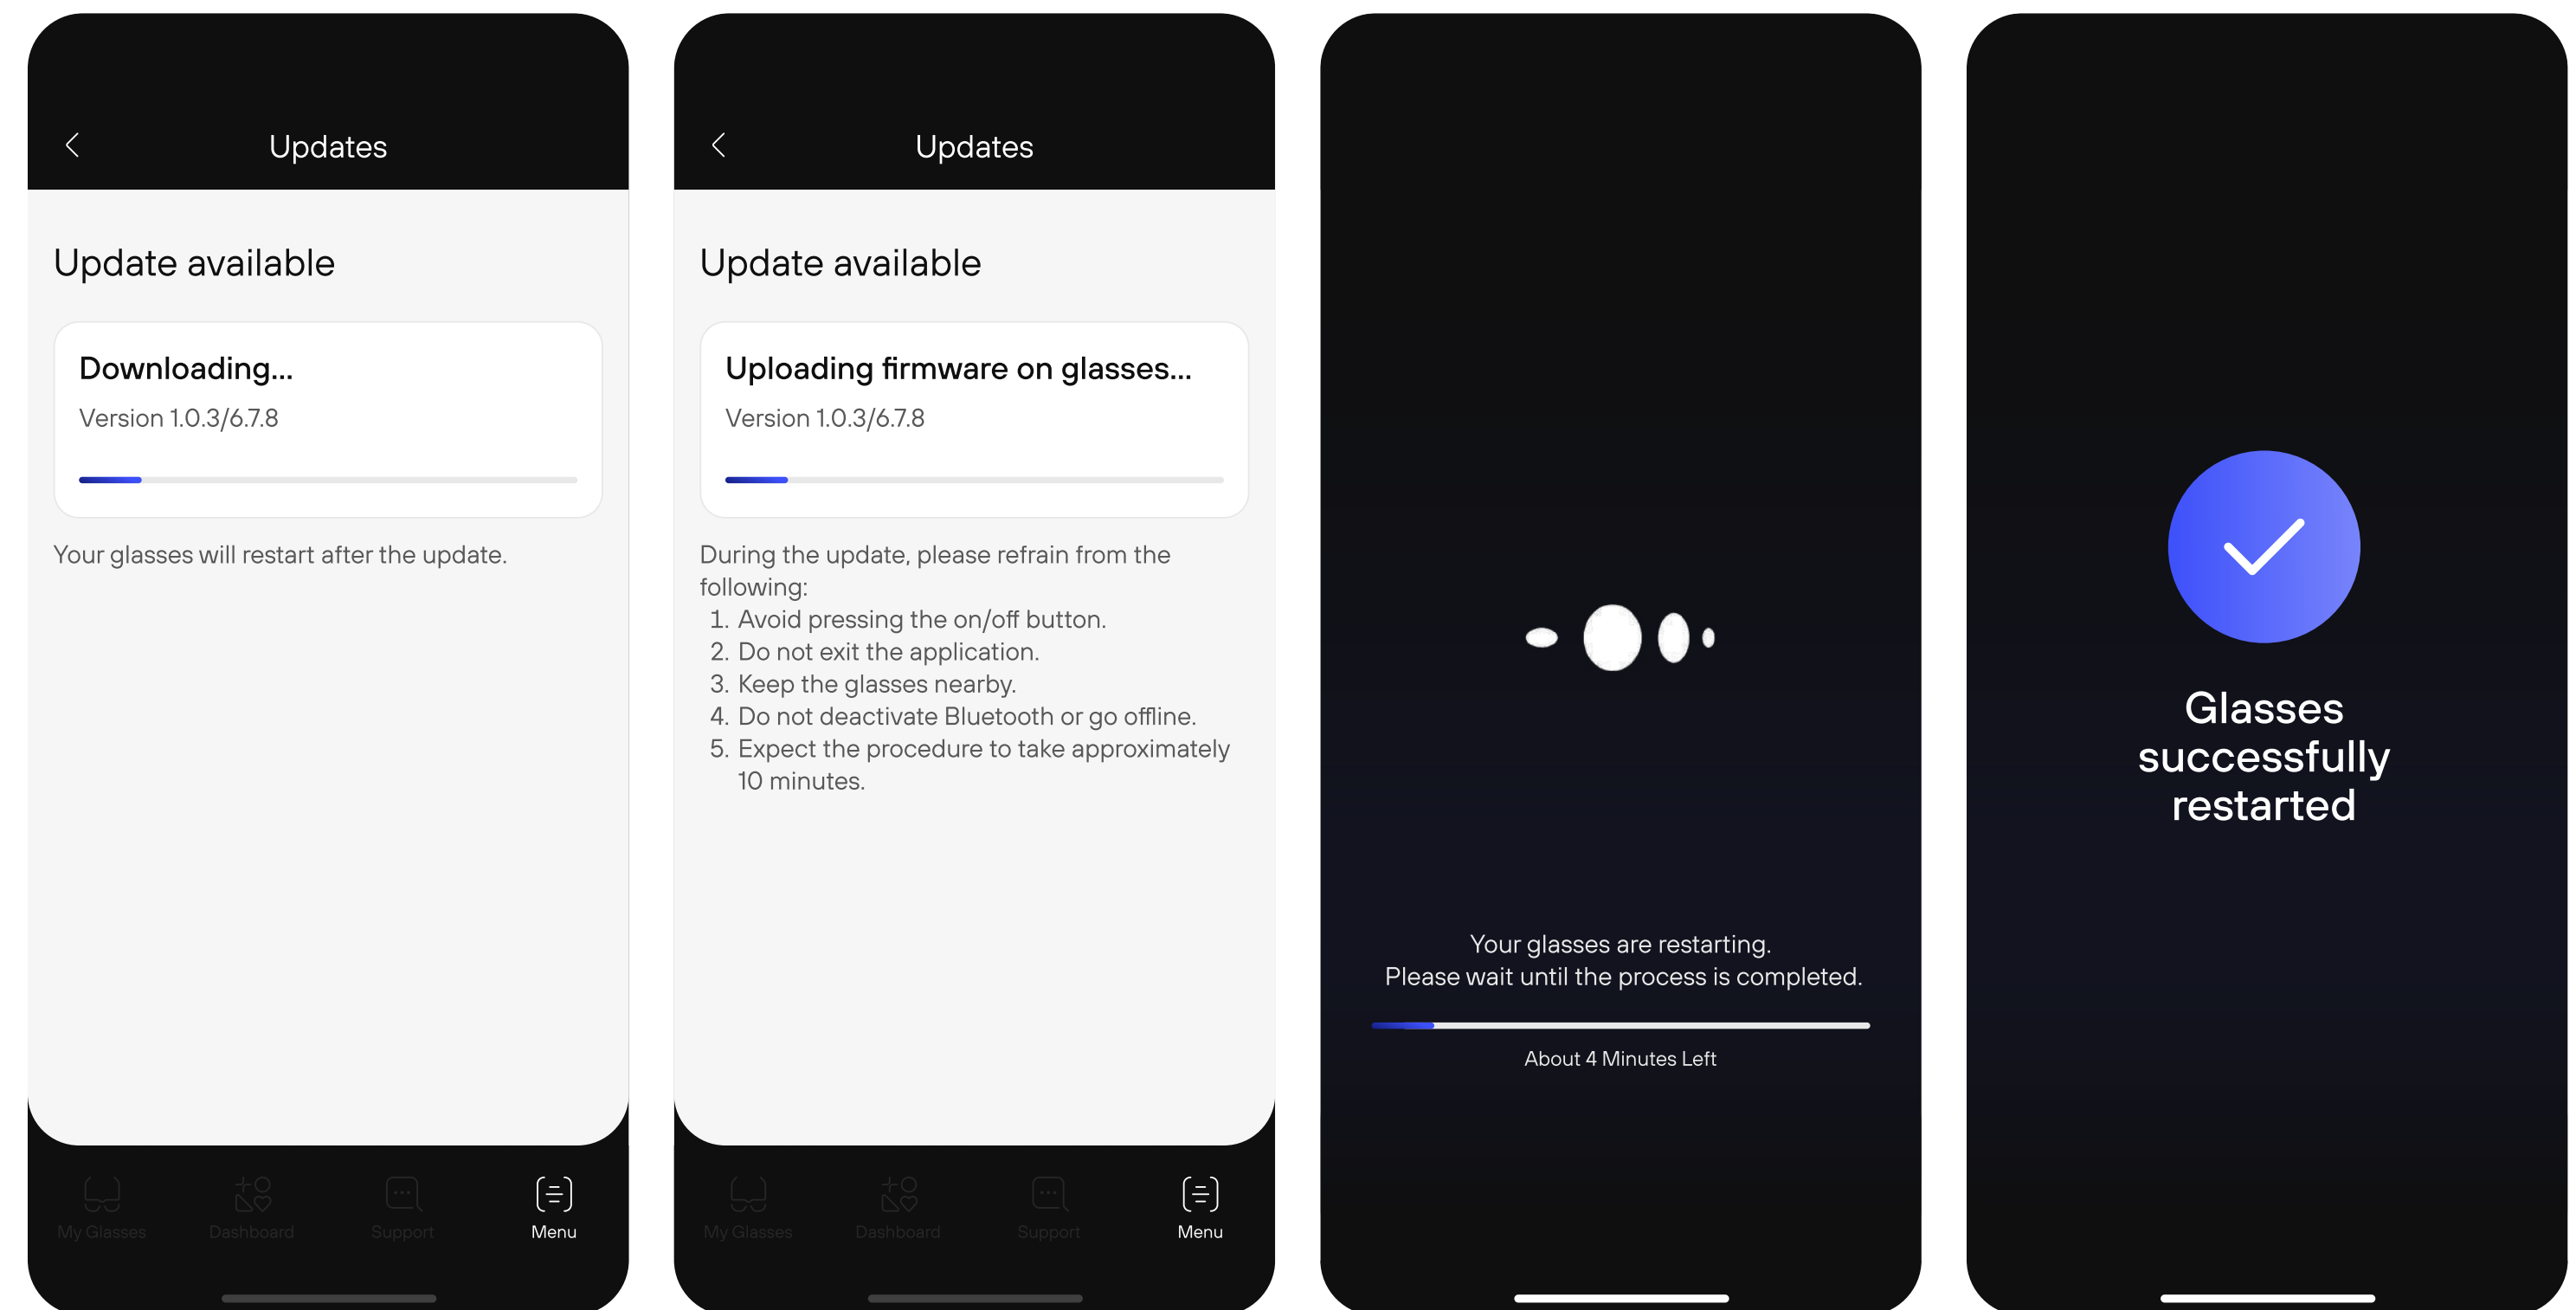 Updates
Update available
Downloading...
Version 1.0.3/6.7.8
Your glasses will restart after the update.
My Glasses
Dashboard
Support
Menu
Updates
Update available
Uploading firmware on glasses...
Version 1.0.3/6.7.8
During the update, please refrain from the
following:
1. Avoid pressing the on/off button.
2. Do not exit the application.
3. Keep the glasses nearby.
4. Do not deactivate Bluetooth or go offline.
5. Expect the procedure to take approximately
10 minutes.
My Glasses
Dashboard
Support
Menu
Your glasses are restarting.
Please wait until the process is completed.
About 4 Minutes Left
Glasses
successfully
restarted